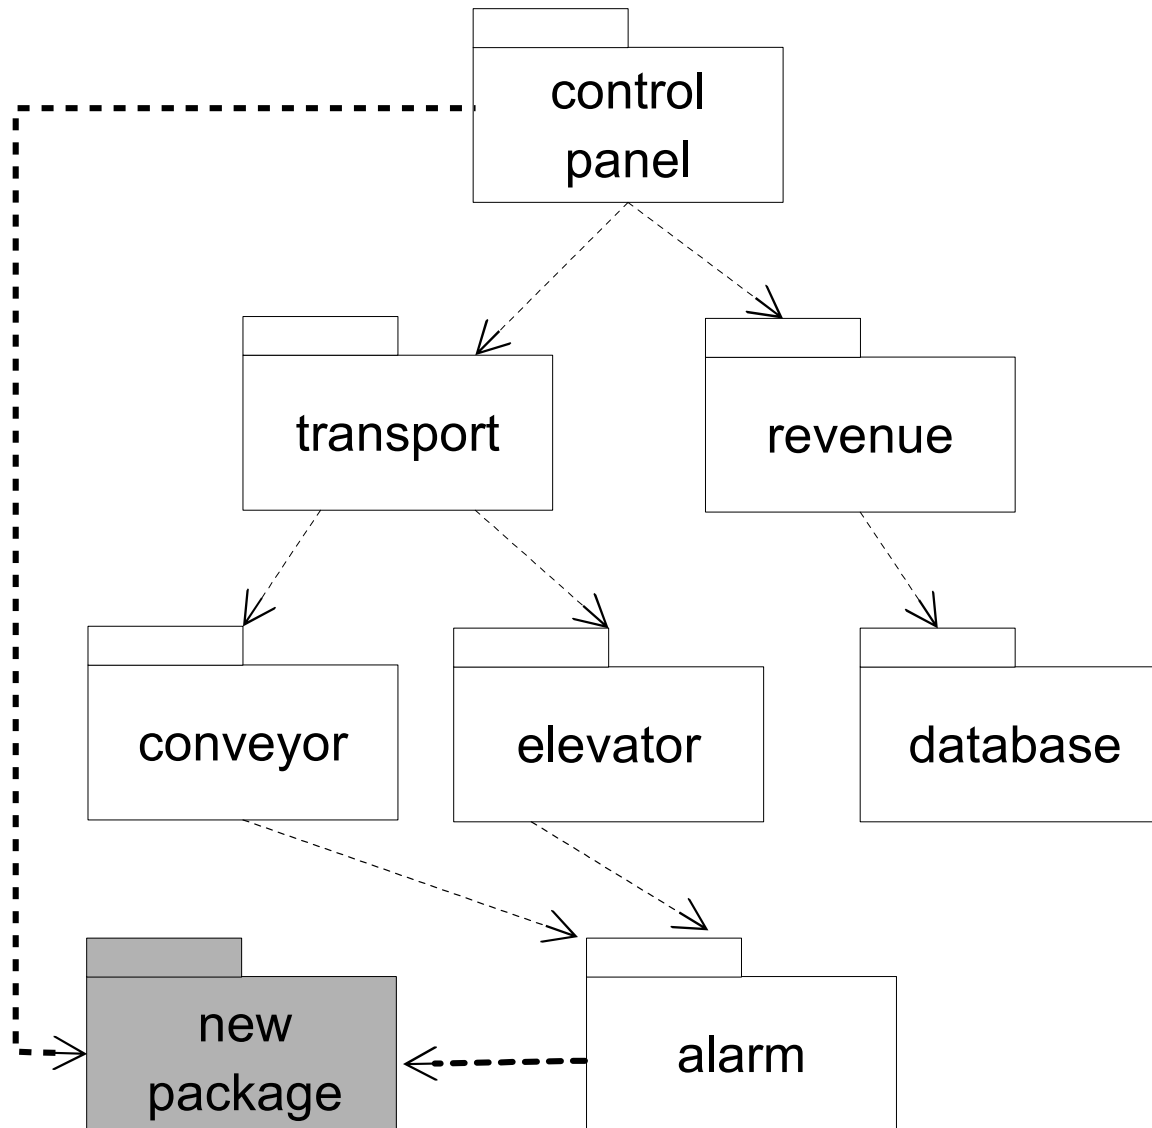 control
panel
transport
revenue
conveyor
elevator
database
new
package
alarm